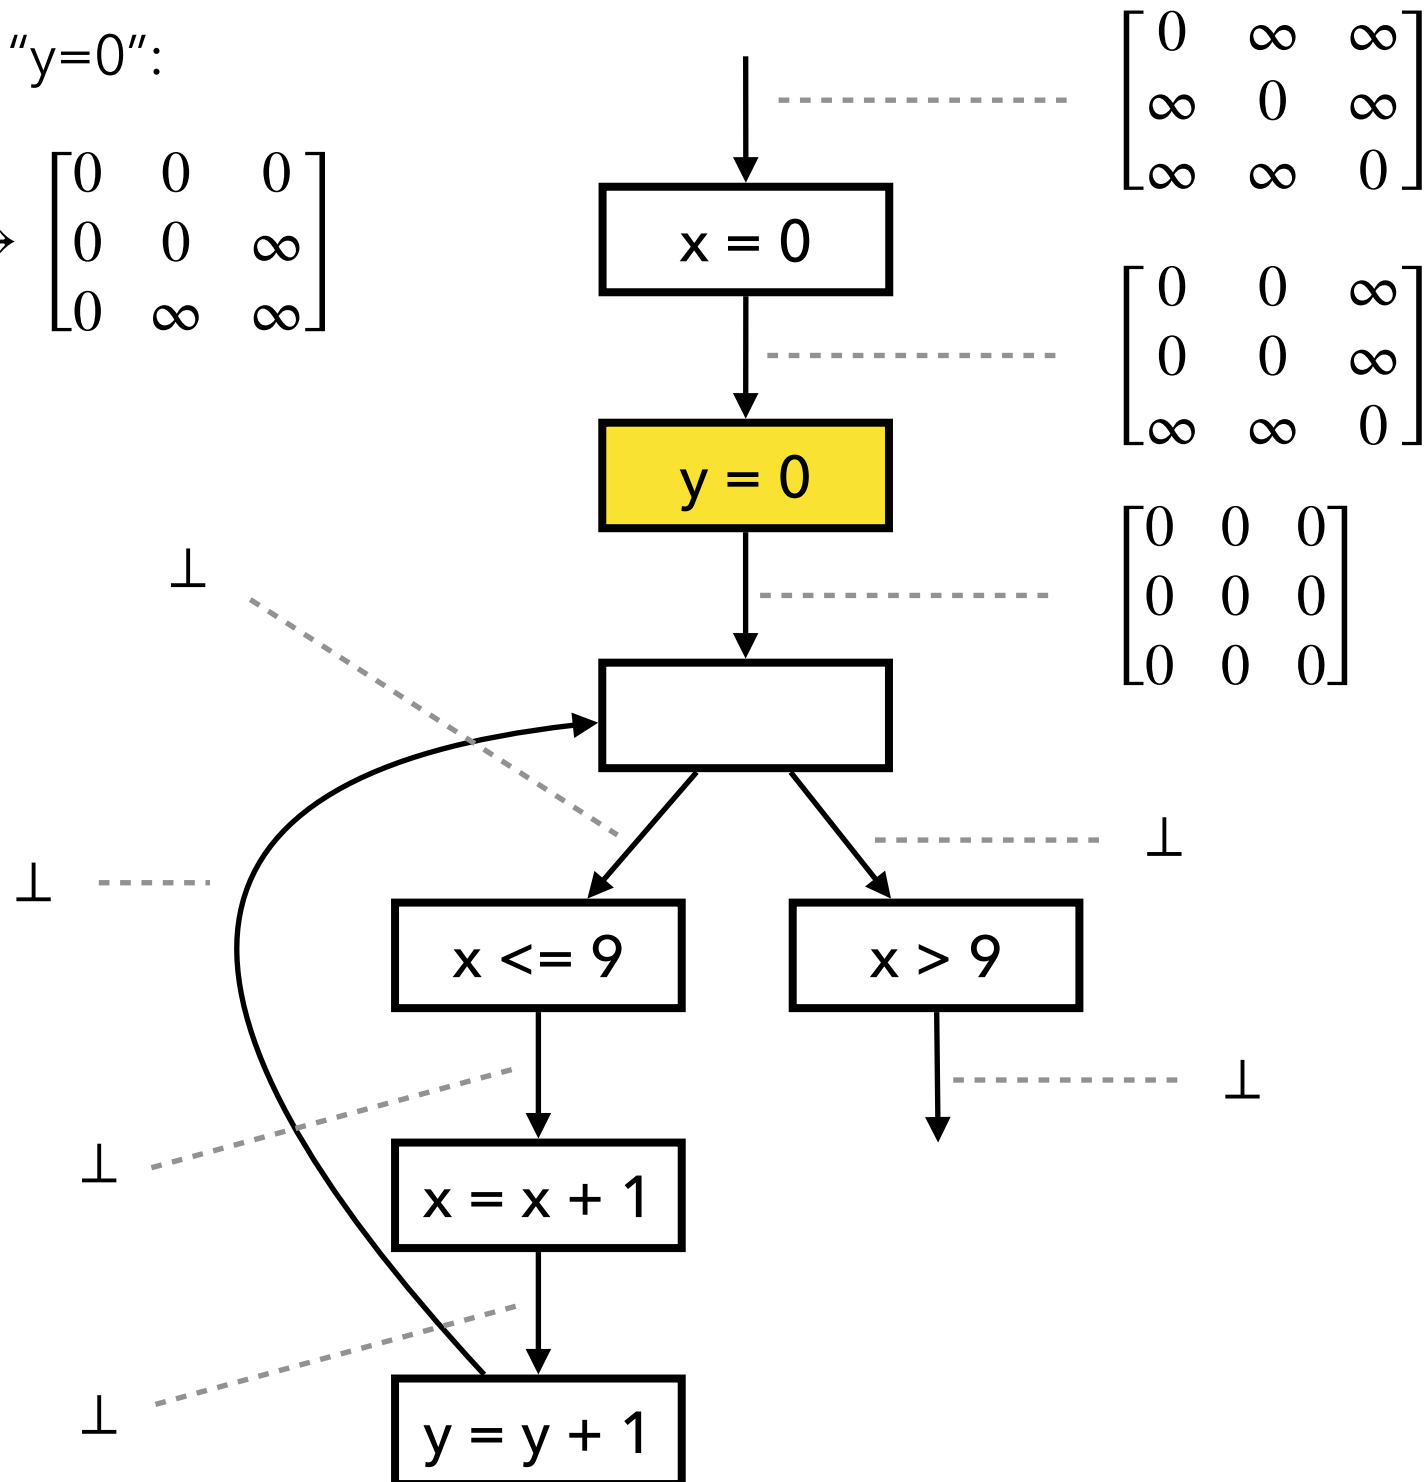 “y=0”:
→ [0 0 0
0 0 ∞
0 ∞ ∞]
[0 ∞ ∞
∞ 0 ∞
∞ ∞ 0]
x = 0
[0 0 ∞
0 0 ∞
∞ ∞ 0]
y = 0
[0 0 0
0 0 0
0 0 0]
⊥
⊥
⊥
x <= 9
x > 9
⊥
⊥
x = x + 1
⊥
y = y + 1